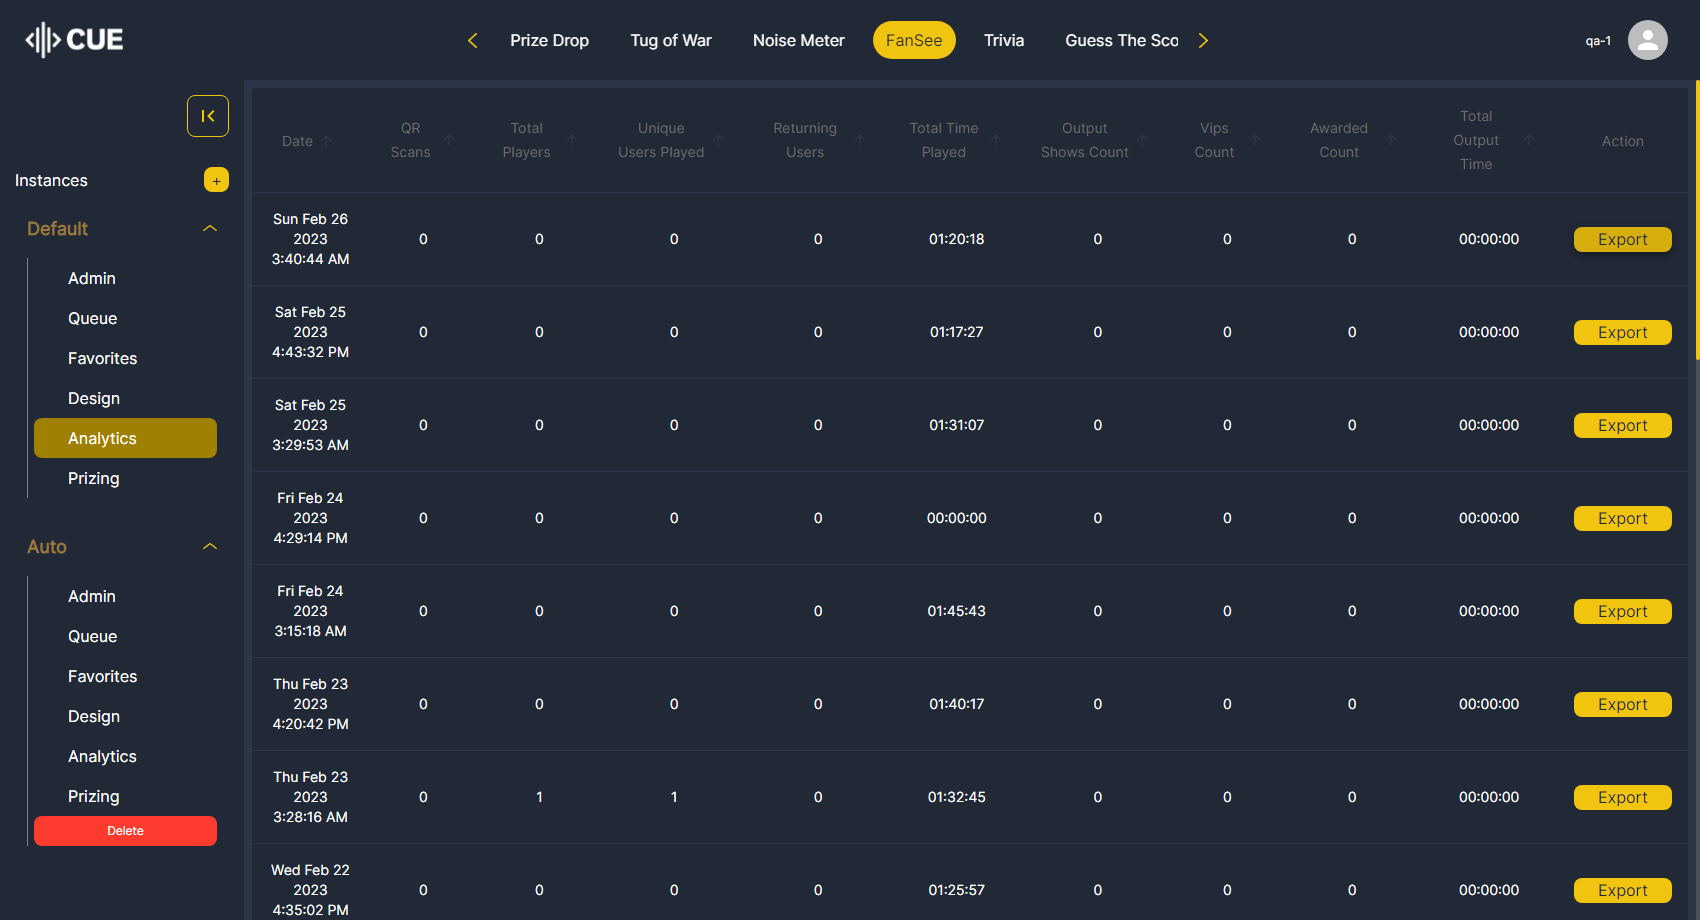 CUE
Prize Drop Tug of War Noise Meter FanSee Trivia Guess The Sco
qa-1
Instances
+
Default
Admin
Queue
Favorites
Design
Analytics
Prizing
Auto
Admin
Queue
Favorites
Design
Analytics
Prizing
Delete
Date QR Scans Total Players Unique Users Played Returning Users Total Time Played Output Shows Count Vips Count Awarded Count Total Output Time Action
Sun Feb 26
2023
3:40:44 AM
0 0 0 0 01:20:18 0 0 0 00:00:00 Export
Sat Feb 25
2023
4:43:32 PM
0 0 0 0 01:17:27 0 0 0 00:00:00 Export
Sat Feb 25
2023
3:29:53 AM
0 0 0 0 01:31:07 0 0 0 00:00:00 Export
Fri Feb 24
2023
4:29:14 PM
0 0 0 0 00:00:00 0 0 0 00:00:00 Export
Fri Feb 24
2023
3:15:18 AM
0 0 0 0 01:45:43 0 0 0 00:00:00 Export
Thu Feb 23
2023
4:20:42 PM
0 0 0 0 01:40:17 0 0 0 00:00:00 Export
Thu Feb 23
2023
3:28:16 AM
0 1 1 0 01:32:45 0 0 0 00:00:00 Export
Wed Feb 22
2023
4:35:02 PM
0 0 0 0 01:25:57 0 0 0 00:00:00 Export